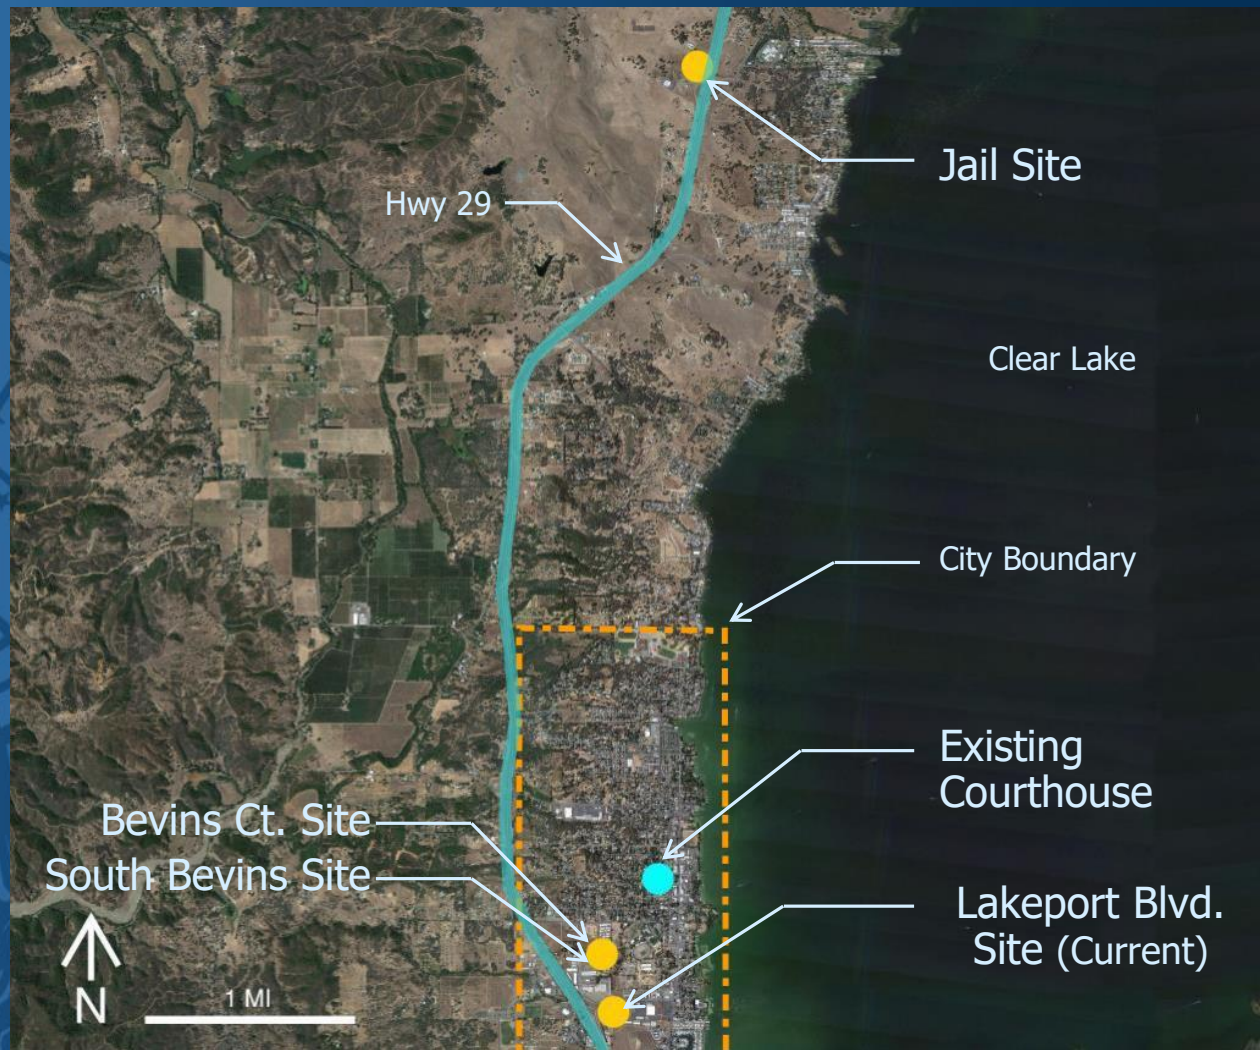 Jail Site
Hwy 29
Clear Lake
City Boundary
Existing
Courthouse
Bevins Ct. Site
South Bevins Site
Lakeport Blvd.
Site (Current)
N
1 MI